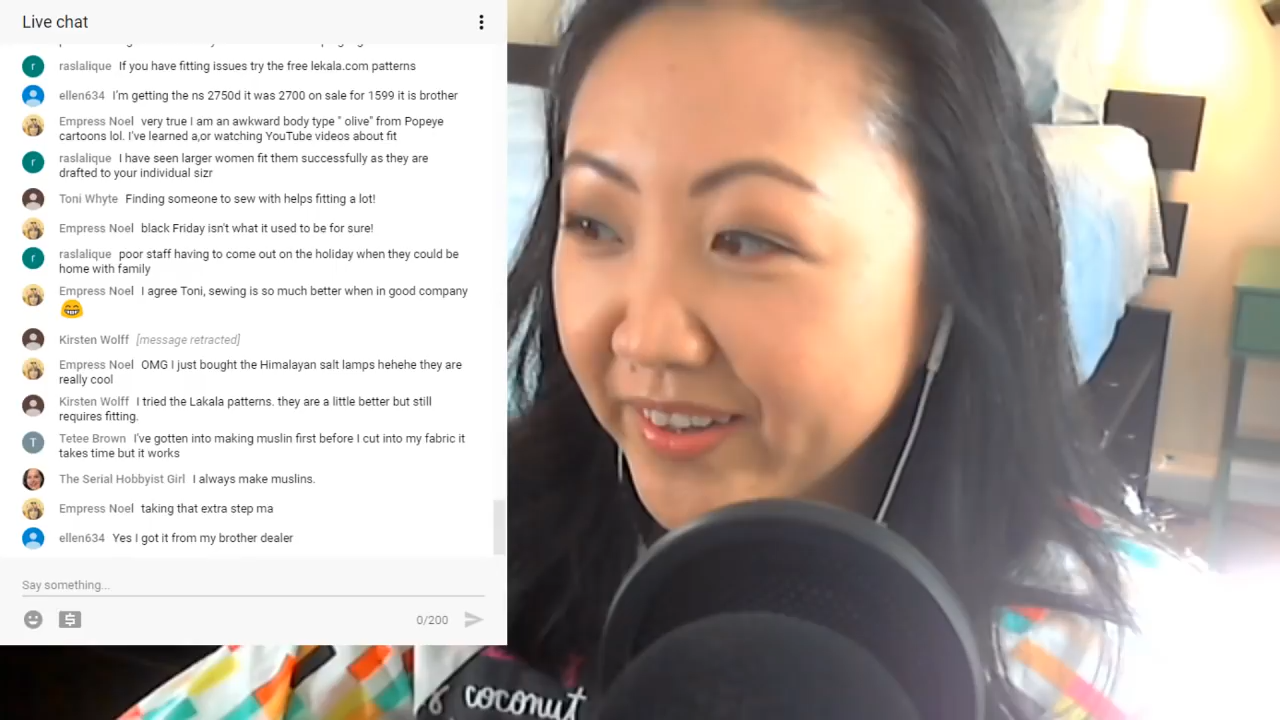 Live chat
raslalique If you have fitting issues try the free lekala.com patterns
ellen634 I'm getting the ns 2750d it was 2700 on sale for 1599 it is brother
Empress Noel very true I am an awkward body type " olive" from Popeye
cartoons lol. I've learned a,or watching YouTube videos about fit
raslalique I have seen larger women fit them successfully as they are
drafted to your individual sizr
Toni Whyte Finding someone to sew with helps fitting a lot!
Empress Noel black Friday isn't what it used to be for sure!
raslalique poor staff having to come out on the holiday when they could be
home with family
Empress Noel I agree Toni, sewing is so much better when in good company
Kirsten Wolff [message retracted]
Empress Noel OMG I just bought the Himalayan salt lamps hehehe they are
really cool
Kirsten Wolff I tried the Lakala patterns. they are a little better but still
requires fitting.
Tetee Brown I've gotten into making muslin first before I cut into my fabric it
takes time but it works
The Serial Hobbyist Girl I always make muslins.
Empress Noel taking that extra step ma
ellen634 Yes I got it from my brother dealer
Say something...
0/200
coconut